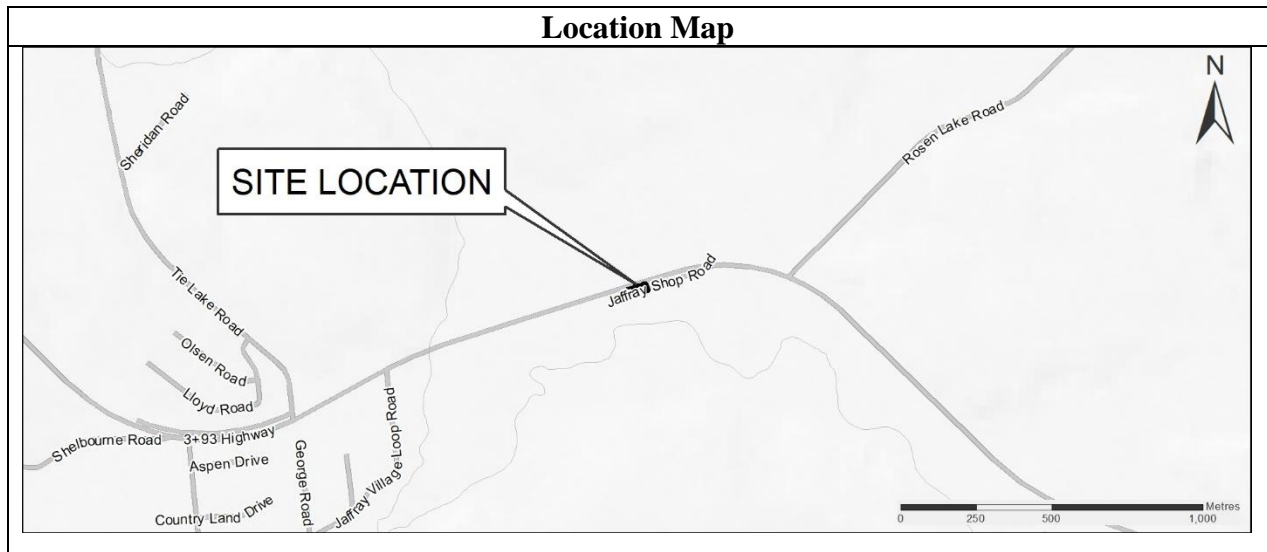 Location Map
N
Sheridan Road
Rosen Lake Road
SITE LOCATION
Jaffray Shop Road
Tie Lake Road
Olsen Road
Lloyd Road
Shelbourne Road
3+93 Highway
Aspen Drive
George Road
Jaffray Village Loop Road
Country Land Drive
Metres
0 250 500 1,000